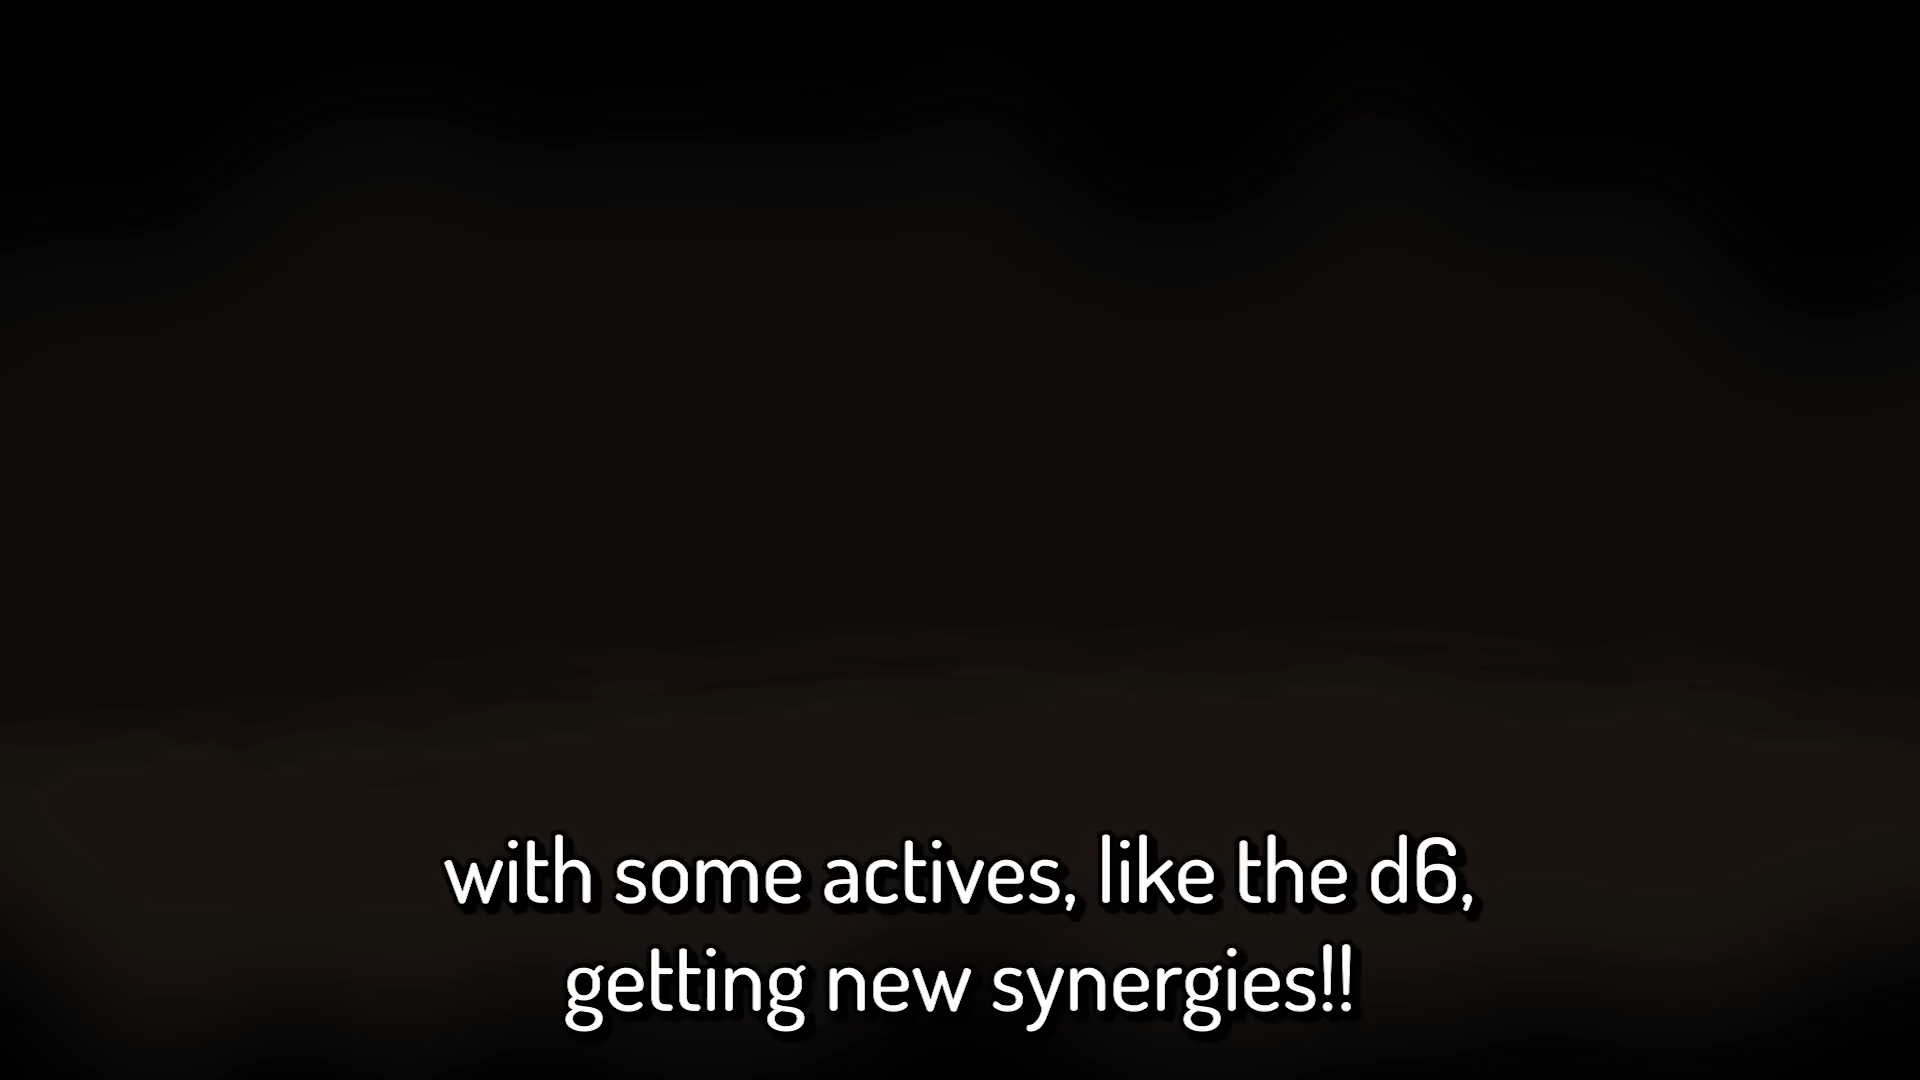 with some actives, like the d6,
getting new synergies!!